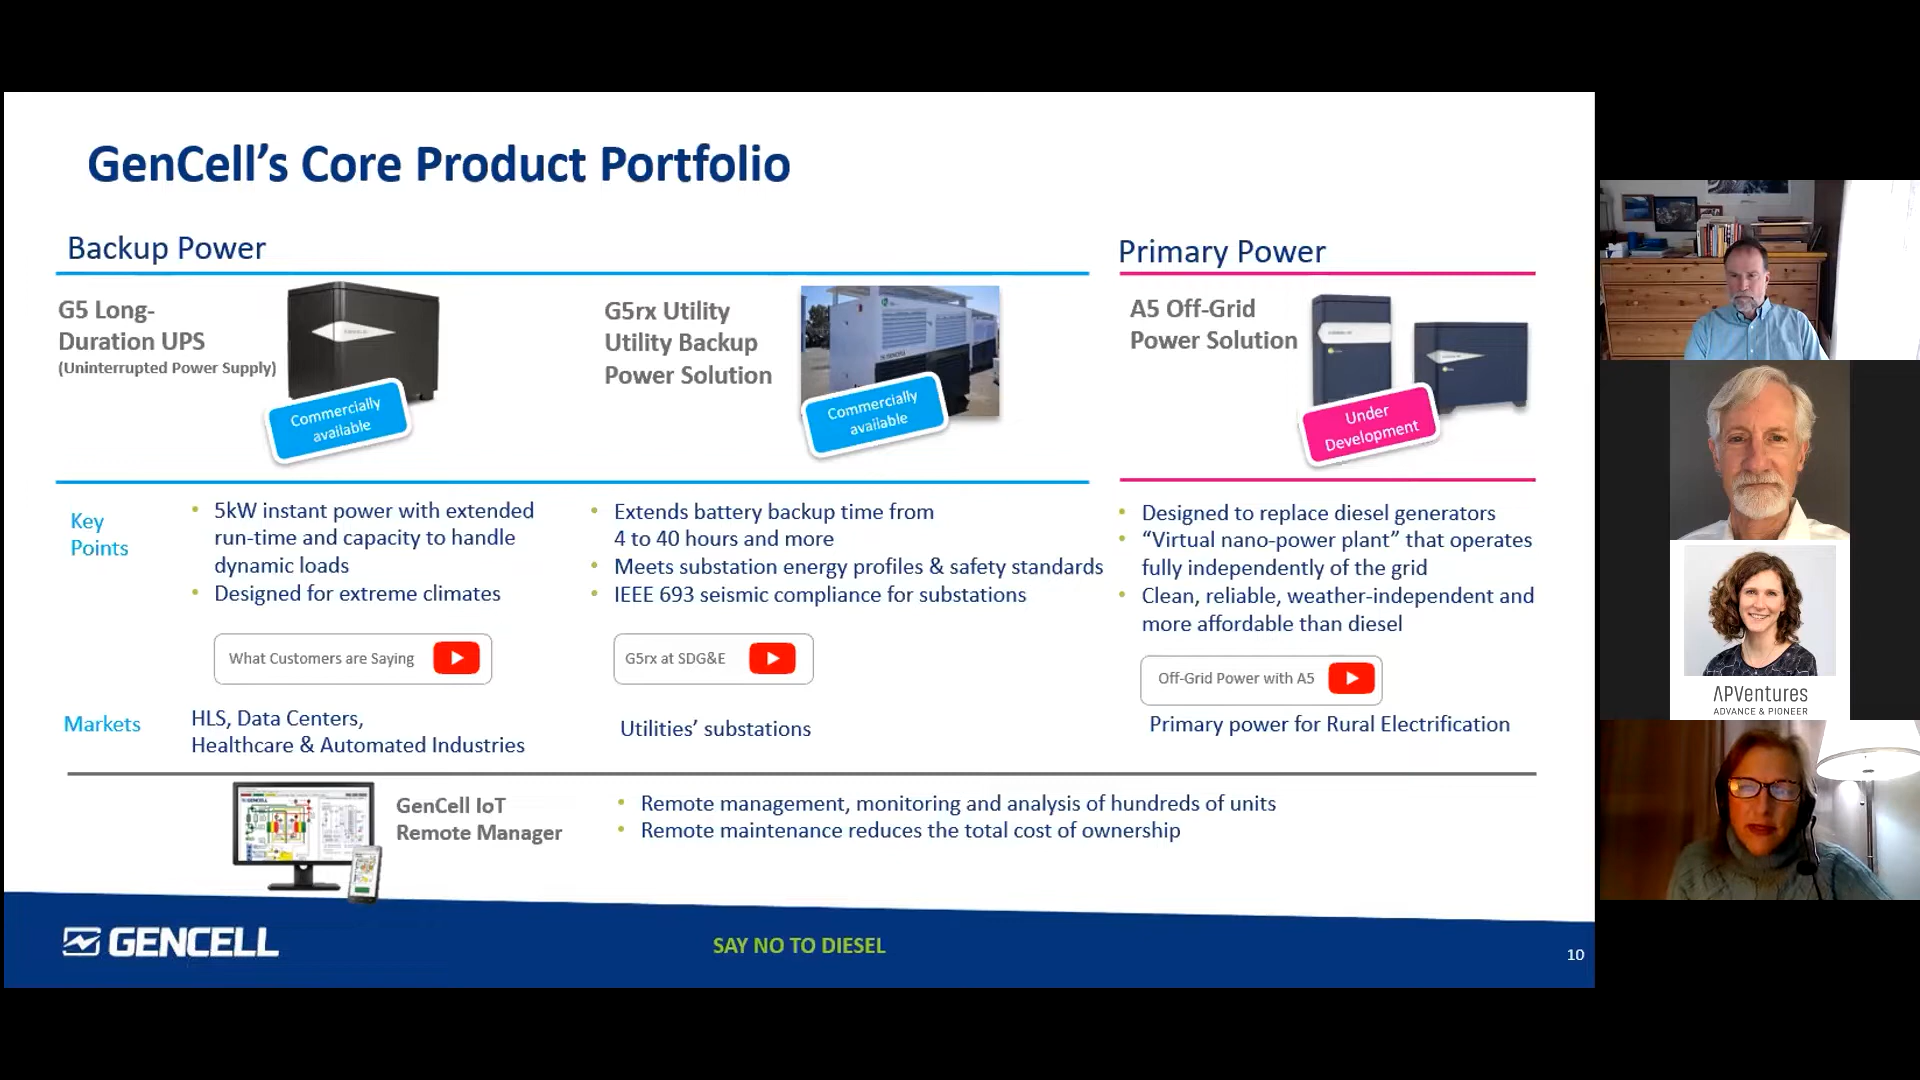 GenCell's Core Product Portfolio
Backup Power
G5 Long-
Duration UPS
(Uninterrupted Power Supply)
Commercially
available
G5rx Utility
Utility Backup
Power Solution
Commercially
available
Primary Power
A5 Off-Grid
Power Solution
Under
Development
Key
Points
• 5kW instant power with extended
run-time and capacity to handle
dynamic loads
• Designed for extreme climates
What Customers are Saying
• Extends battery backup time from
4 to 40 hours and more
• Meets substation energy profiles & safety standards
• IEEE 693 seismic compliance for substations
G5rx at SDG&E
• Designed to replace diesel generators
• “Virtual nano-power plant” that operates
fully independently of the grid
• Clean, reliable, weather-independent and
more affordable than diesel
Off-Grid Power with A5
Markets
HLS, Data Centers,
Healthcare & Automated Industries
Utilities' substations
Primary power for Rural Electrification
GenCell IoT
Remote Manager
• Remote management, monitoring and analysis of hundreds of units
• Remote maintenance reduces the total cost of ownership
GENCELL
SAY NO TO DIESEL
10
APVentures
ADVANCE & PIONEER